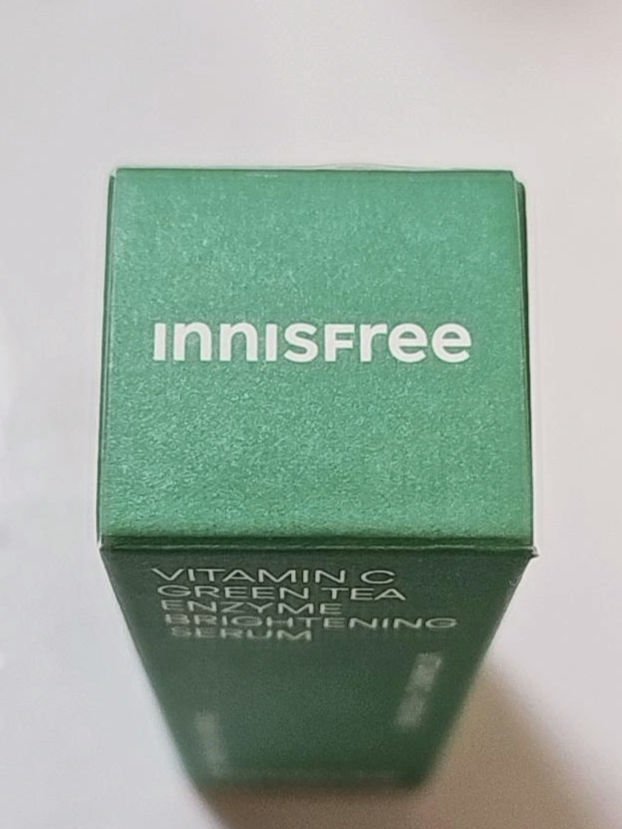 INNISFree
VITAMIN C
GREEN TEA
ENZYME
BRIGHTENING
SERUM